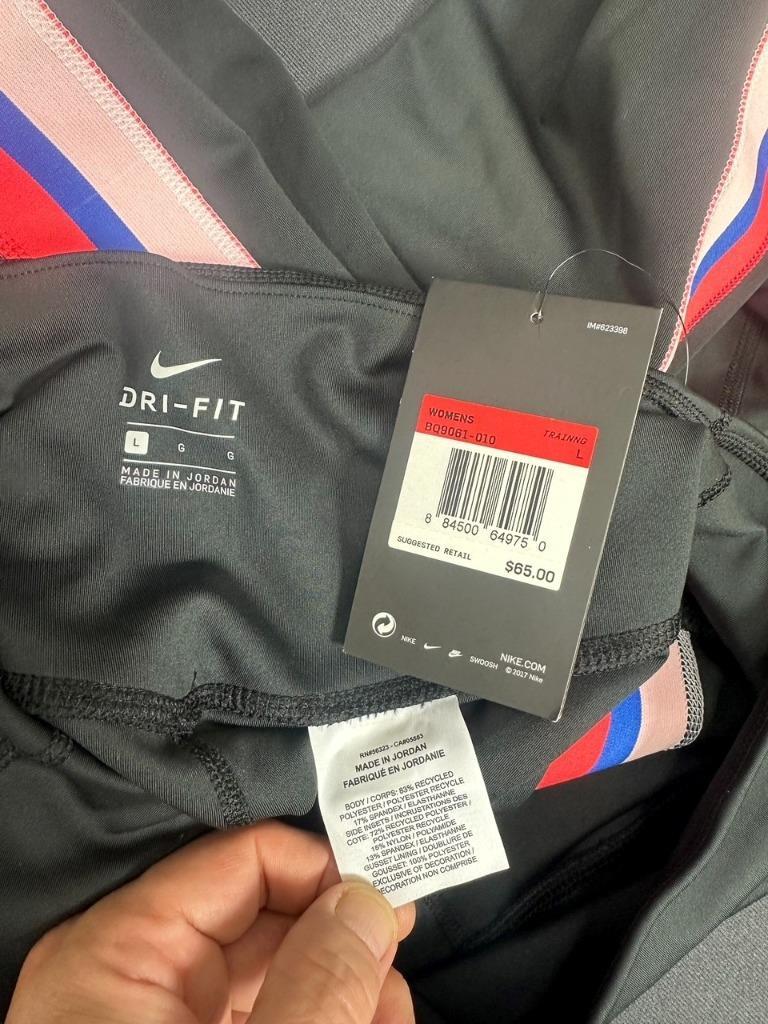 IM#623398
WOMENS
TRAINNG
BQ9061-010
L
8 84500 64975 0
SUGGESTED RETAIL
$65.00
NIKE
SWOOSH
NIKE.COM
© 2017 Nike
DRI-FIT
L G G
MADE IN JORDAN
FABRIQUE EN JORDANIE
RN#56323 - CA#05553
MADE IN JORDAN
FABRIQUÉ EN JORDANIE
BODY / CORPS: 83% RECYCLED
POLYESTER / POLYESTER RECYCLE
17% SPANDEX / ELASTHANNE
SIDE INSETS / INCRUSTATIONS DES
COTE: 72% RECYCLED POLYESTER /
POLYESTER RECYCLE
15% NYLON / POLYAMIDE
13% SPANDEX / ELASTHANNE
GUSSET LINING / DOUBLURE DE
GOUSSET: 100% POLYESTER
EXCLUSIVE OF DECORATION /
DECORATION NON COMPRISE